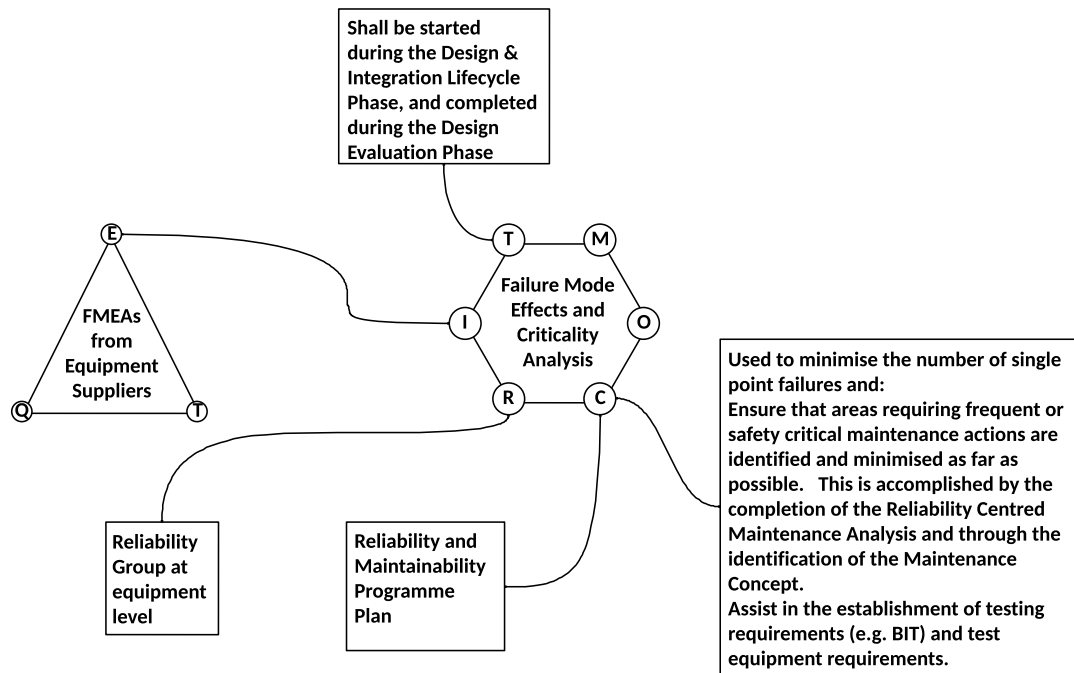 Shall be started
during the Design &
Integration Lifecycle
Phase, and completed
during the Design
Evaluation Phase
E
FMEAs
from
Equipment
Suppliers
Q
T
T
M
Failure Mode
Effects and
Criticality
Analysis
I
O
R
C
Used to minimise the number of single
point failures and:
Ensure that areas requiring frequent or
safety critical maintenance actions are
identified and minimised as far as
possible.   This is accomplished by the
completion of the Reliability Centred
Maintenance Analysis and through the
identification of the Maintenance
Concept.
Assist in the establishment of testing
requirements (e.g. BIT) and test
equipment requirements.
Reliability
Group at
equipment
level
Reliability and
Maintainability
Programme
Plan